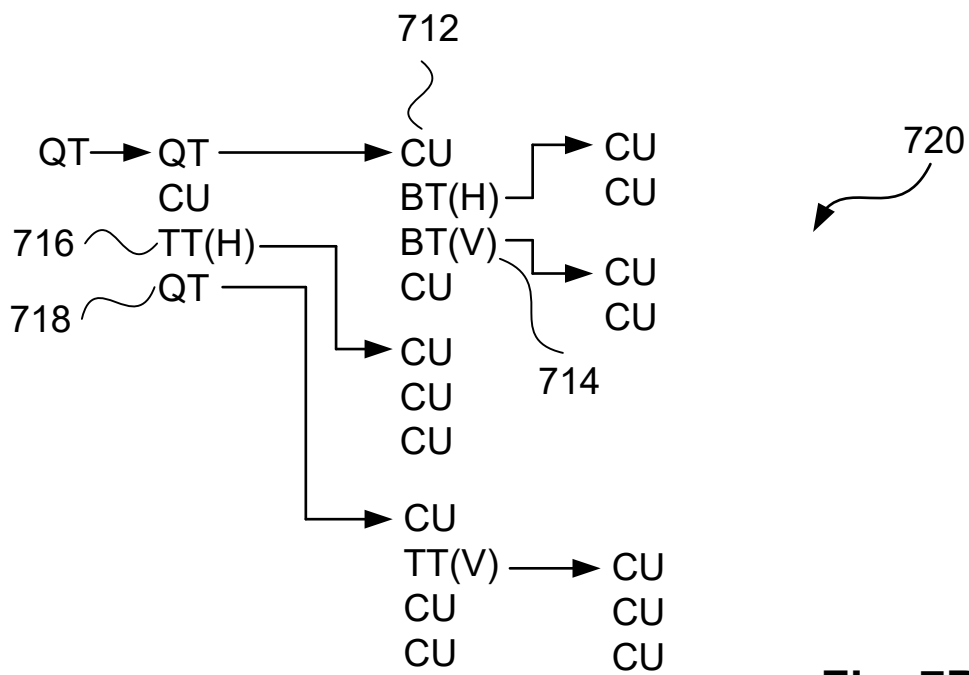 712
QT QT CU CU 720
CU BT(H) CU
716 TT(H) BT(V) CU
718 QT CU CU
CU 714
CU
CU
CU
TT(V) CU
CU CU
CU CU